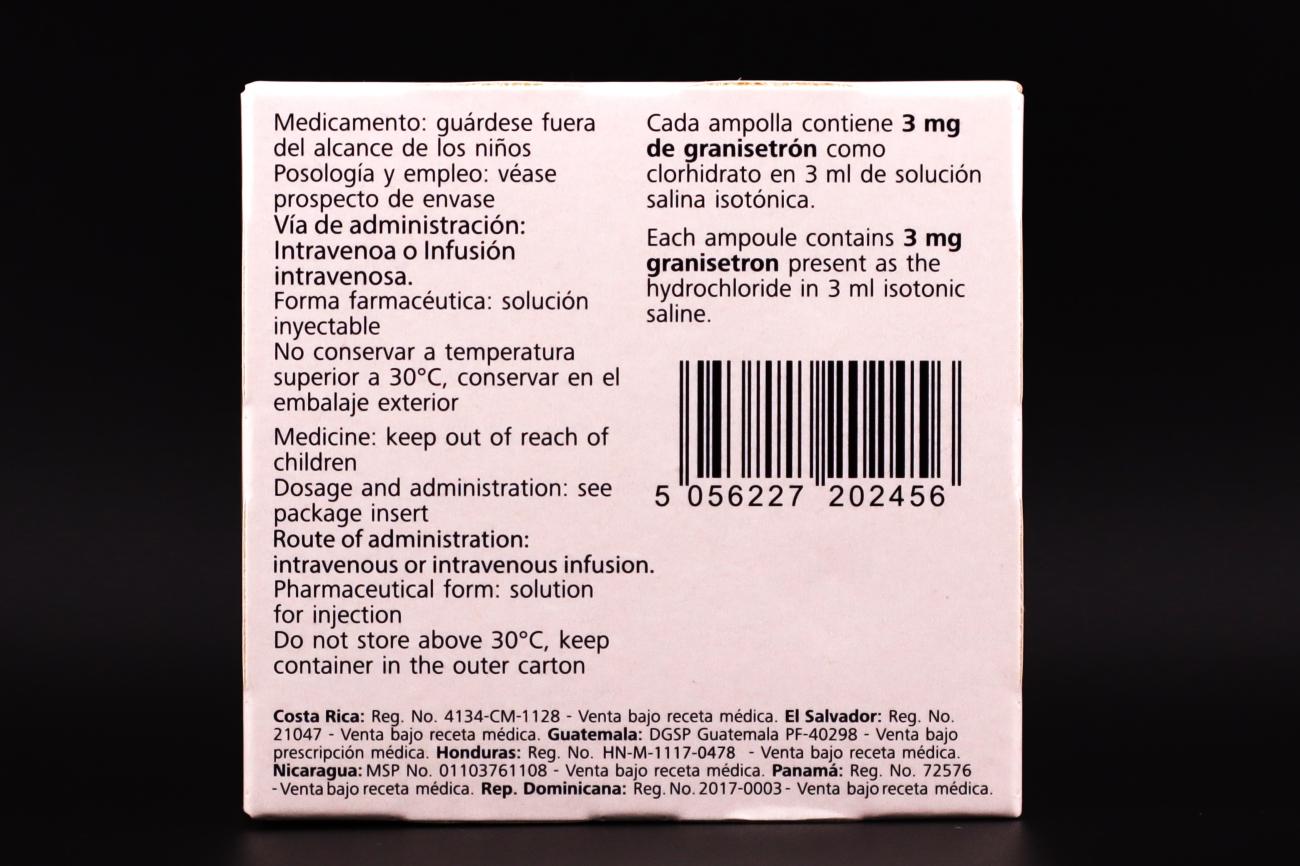 Medicamento: guárdese fuera
del alcance de los niños
Posología y empleo: véase
prospecto de envase
Vía de administración:
Intravenoa o Infusión
intravenosa.
Forma farmacéutica: solución
inyectable
No conservar a temperatura
superior a 30°C, conservar en el
embalaje exterior
Medicine: keep out of reach of
children
Dosage and administration: see
package insert
Route of administration:
intravenous or intravenous infusion.
Pharmaceutical form: solution
for injection
Do not store above 30°C, keep
container in the outer carton
Cada ampolla contiene 3 mg
de granisetrón como
clorhidrato en 3 ml de solución
salina isotónica.
Each ampoule contains 3 mg
granisetron present as the
hydrochloride in 3 ml isotonic
saline.
5 056227 202456
Costa Rica: Reg. No. 4134-CM-1128 - Venta bajo receta médica. El Salvador: Reg. No.
21047 - Venta bajo receta médica. Guatemala: DGSP Guatemala PF-40298 - Venta bajo
prescripción médica. Honduras: Reg. No. HN-M-1117-0478 - Venta bajo receta médica.
Nicaragua: MSP No. 01103761108 - Venta bajo receta médica. Panamá: Reg. No. 72576
- Venta bajo receta médica. Rep. Dominicana: Reg. No. 2017-0003 - Venta bajo receta médica.